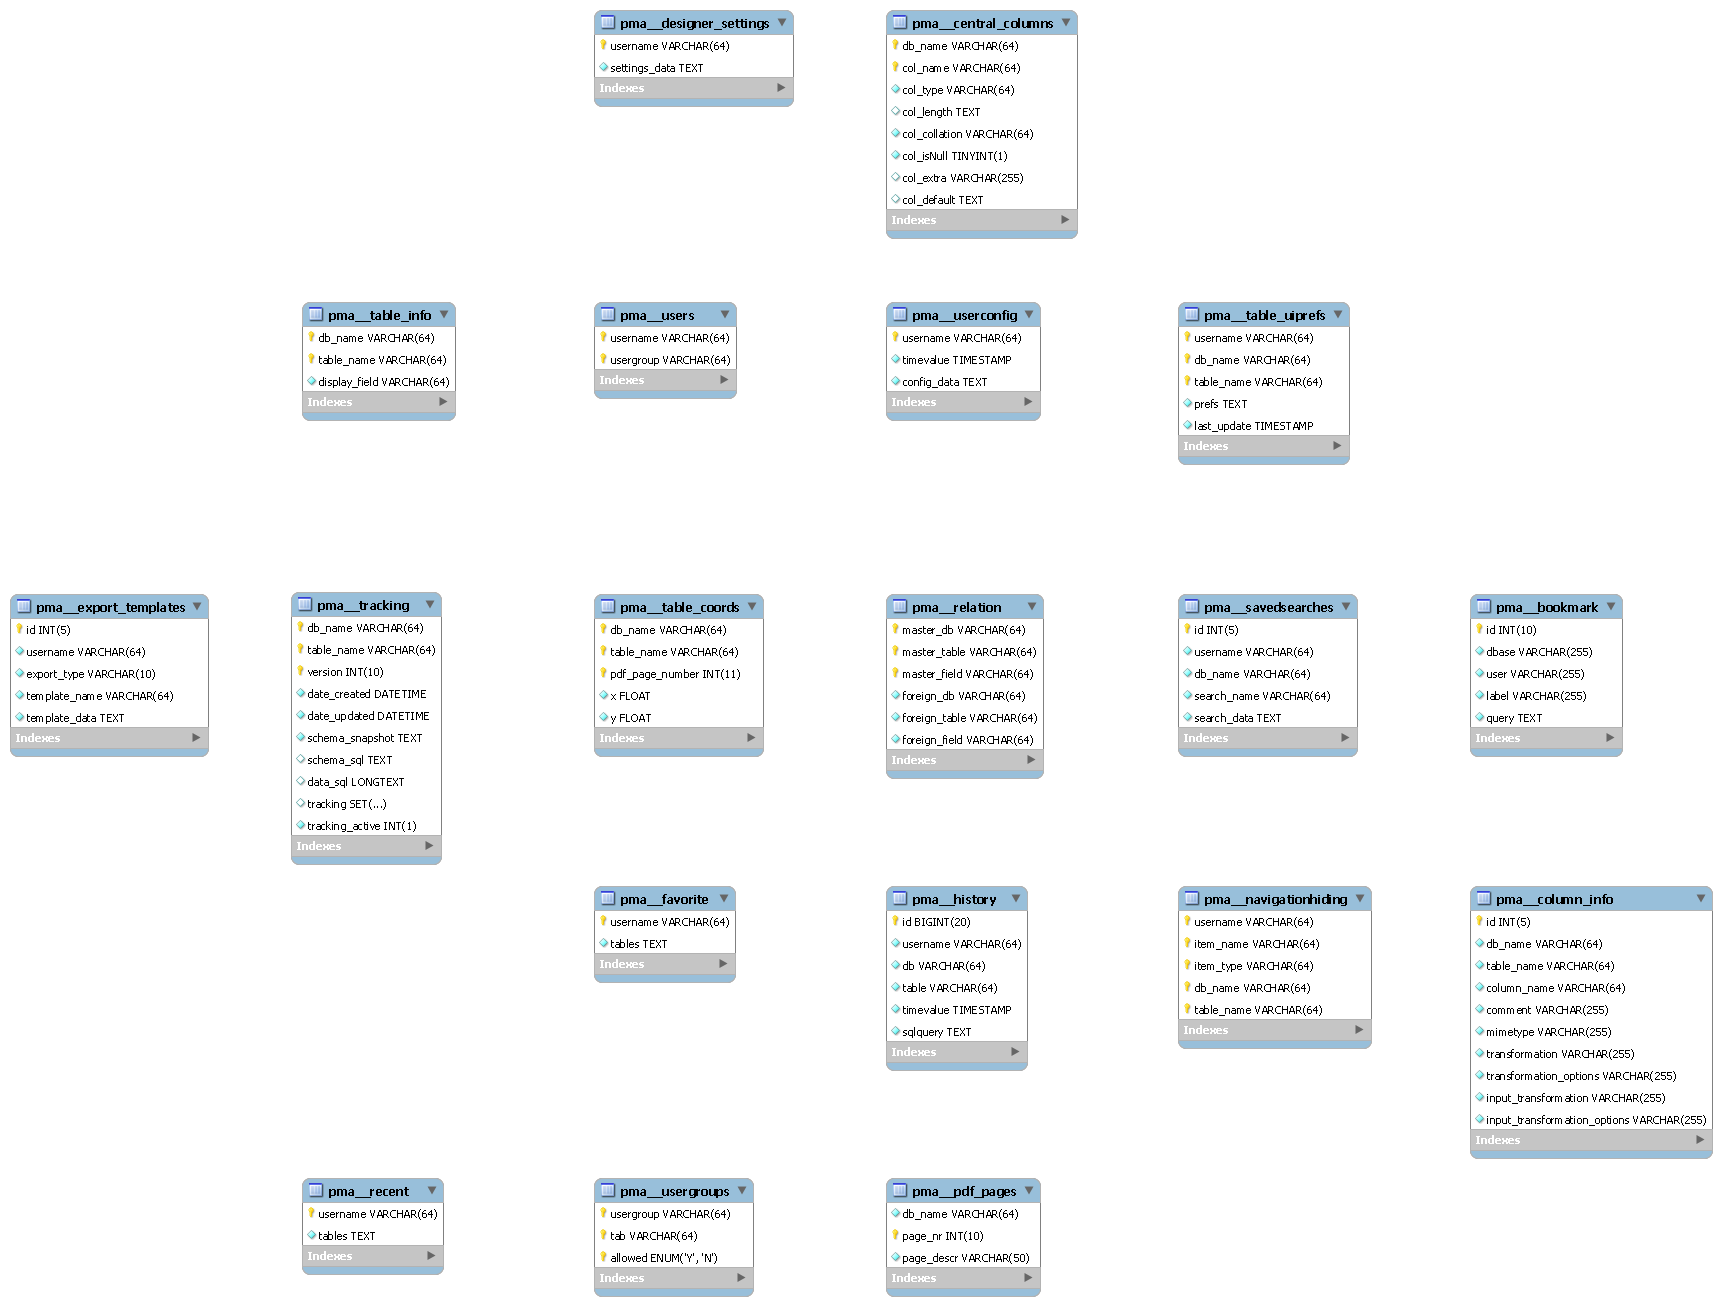 pma__designer_settings
username VARCHAR(64)
settings_data TEXT
Indexes
pma__central_columns
db_name VARCHAR(64)
col_name VARCHAR(64)
col_type VARCHAR(64)
col_length TEXT
col_collation VARCHAR(64)
col_isNull TINYINT(1)
col_extra VARCHAR(255)
col_default TEXT
Indexes
pma__table_info
db_name VARCHAR(64)
table_name VARCHAR(64)
display_field VARCHAR(64)
Indexes
pma__users
username VARCHAR(64)
usergroup VARCHAR(64)
Indexes
pma__userconfig
username VARCHAR(64)
timevalue TIMESTAMP
config_data TEXT
Indexes
pma__table_uiprefs
username VARCHAR(64)
db_name VARCHAR(64)
table_name VARCHAR(64)
prefs TEXT
last_update TIMESTAMP
Indexes
pma__export_templates
id INT(5)
username VARCHAR(64)
export_type VARCHAR(10)
template_name VARCHAR(64)
template_data TEXT
Indexes
pma__tracking
db_name VARCHAR(64)
table_name VARCHAR(64)
version INT(10)
date_created DATETIME
date_updated DATETIME
schema_snapshot TEXT
schema_sql TEXT
data_sql LONGTEXT
tracking SET(...)
tracking_active INT(1)
Indexes
pma__table_coords
db_name VARCHAR(64)
table_name VARCHAR(64)
pdf_page_number INT(11)
x FLOAT
y FLOAT
Indexes
pma__relation
master_db VARCHAR(64)
master_table VARCHAR(64)
master_field VARCHAR(64)
foreign_db VARCHAR(64)
foreign_table VARCHAR(64)
foreign_field VARCHAR(64)
Indexes
pma__savedsearches
id INT(5)
username VARCHAR(64)
db_name VARCHAR(64)
search_name VARCHAR(64)
search_data TEXT
Indexes
pma__bookmark
id INT(10)
dbase VARCHAR(255)
user VARCHAR(255)
label VARCHAR(255)
query TEXT
Indexes
pma__favorite
username VARCHAR(64)
tables TEXT
Indexes
pma__history
id BIGINT(20)
username VARCHAR(64)
db VARCHAR(64)
table VARCHAR(64)
timevalue TIMESTAMP
sqlquery TEXT
Indexes
pma__navigationhiding
username VARCHAR(64)
item_name VARCHAR(64)
item_type VARCHAR(64)
db_name VARCHAR(64)
table_name VARCHAR(64)
Indexes
pma__column_info
id INT(5)
db_name VARCHAR(64)
table_name VARCHAR(64)
column_name VARCHAR(64)
comment VARCHAR(255)
mimetype VARCHAR(255)
transformation VARCHAR(255)
transformation_options VARCHAR(255)
input_transformation VARCHAR(255)
input_transformation_options VARCHAR(255)
Indexes
pma__recent
username VARCHAR(64)
tables TEXT
Indexes
pma__usergroups
usergroup VARCHAR(64)
tab VARCHAR(64)
allowed ENUM('Y', 'N')
Indexes
pma__pdf_pages
db_name VARCHAR(64)
page_nr INT(10)
page_descr VARCHAR(50)
Indexes